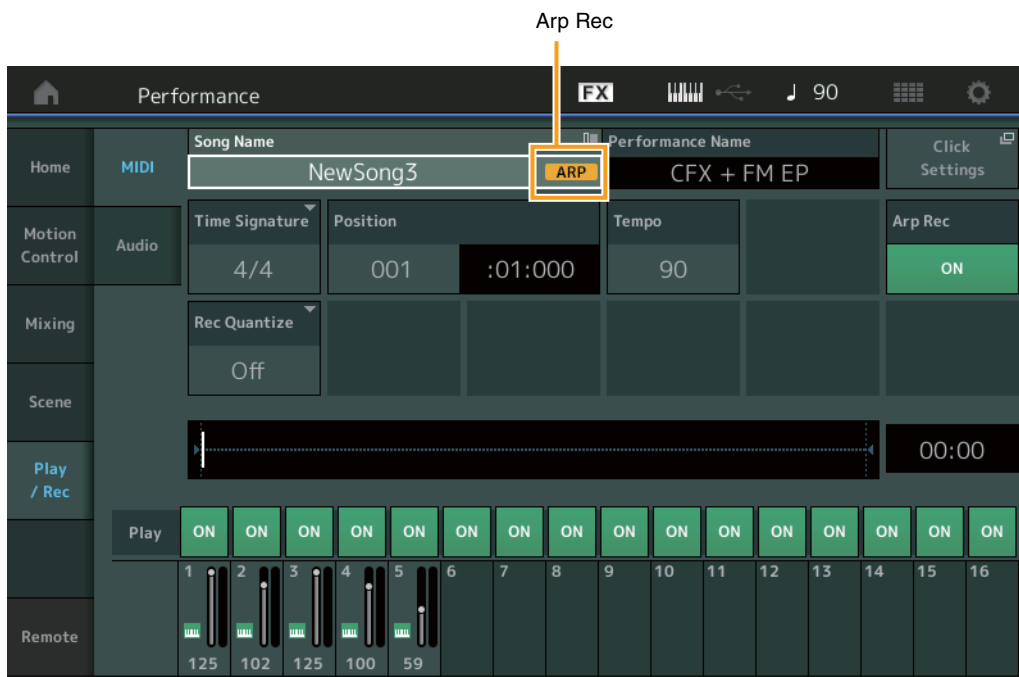 Arp Rec
Performance
FX
90
Home
Motion
Control
Mixing
Scene
Play
/ Rec
Remote
MIDI
Audio
Song Name
NewSong3
ARP
Performance Name
CFX + FM EP
Click
Settings
Time Signature
4/4
Position
001 :01:000
Tempo
90
Arp Rec
ON
Rec Quantize
Off
00:00
Play ON ON ON ON ON ON ON ON ON ON ON ON ON ON ON ON
1 2 3 4 5 6 7 8 9 10 11 12 13 14 15 16
125 102 125 100 59